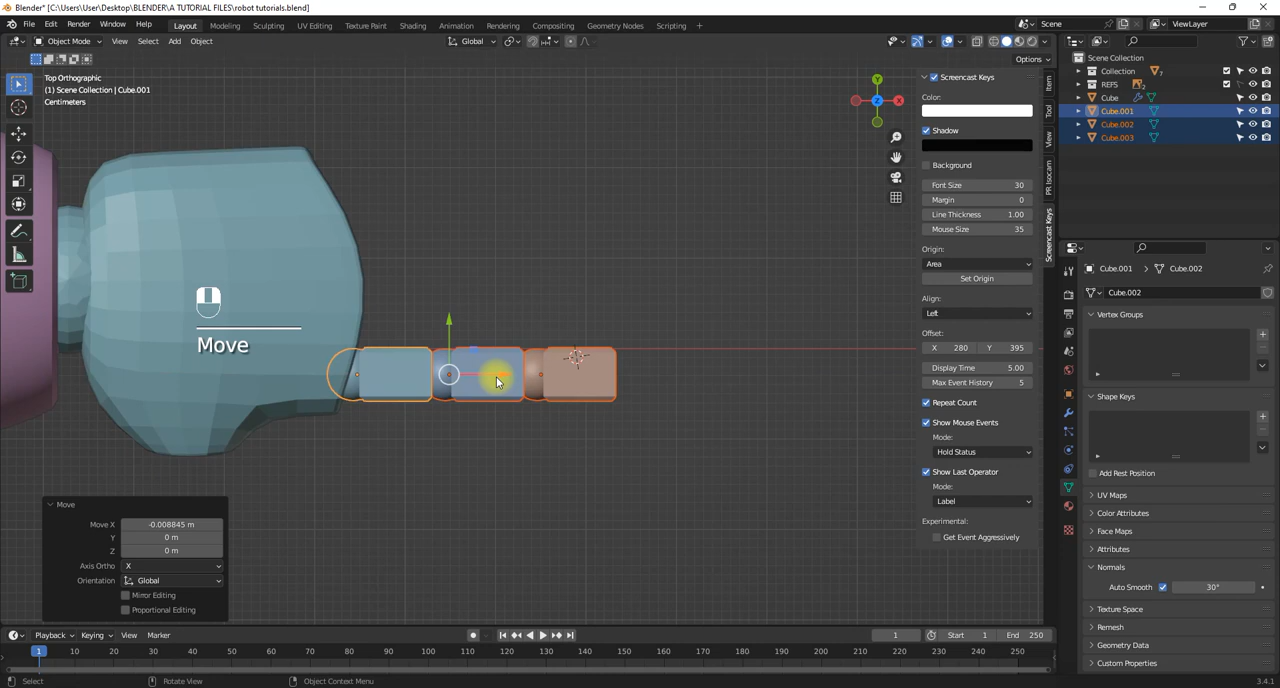 Blender* [C:\Users\User\Desktop\BLENDER\A TUTORIAL FILES\robot tutorials.blend]
File Edit Render Window Help Layout Modeling Sculpting UV Editing Texture Paint Shading Animation Rendering Compositing Geometry Nodes Scripting + Scene ViewLayer
Object Mode View Select Add Object Global
Options
Top Orthographic
(1) Scene Collection | Cube.001
Centimeters
Y
Z
X
Move
Move
Move X -0.008845 m
Y 0 m
Z 0 m
Axis Ortho X
Orientation Global
Mirror Editing
Proportional Editing
Screencast Keys
Color:
Shadow
Background
Font Size 30
Margin 0
Line Thickness 1.00
Mouse Size 35
Origin:
Area
Set Origin
Align:
Left
Offset:
X 280 Y 395
Display Time 5.00
Max Event History 5
Repeat Count
Show Mouse Events
Mode:
Hold Status
Show Last Operator
Mode:
Label
Experimental:
Get Event Aggressively
Item
Tool
View
PR Isocam
Screencast Keys
Scene Collection
Collection 7
REFS 2
Cube
Cube.001
Cube.002
Cube.003
Cube.001 Cube.002
Cube.002
Vertex Groups
Shape Keys
Add Rest Position
UV Maps
Color Attributes
Face Maps
Attributes
Normals
Auto Smooth 30°
Texture Space
Remesh
Geometry Data
Custom Properties
Playback Keying View Marker 1 Start 1 End 250
1 10 20 30 40 50 60 70 80 90 100 110 120 130 140 150 160 170 180 190 200 210 220 230 240 250
Select Rotate View Object Context Menu 3.4.1